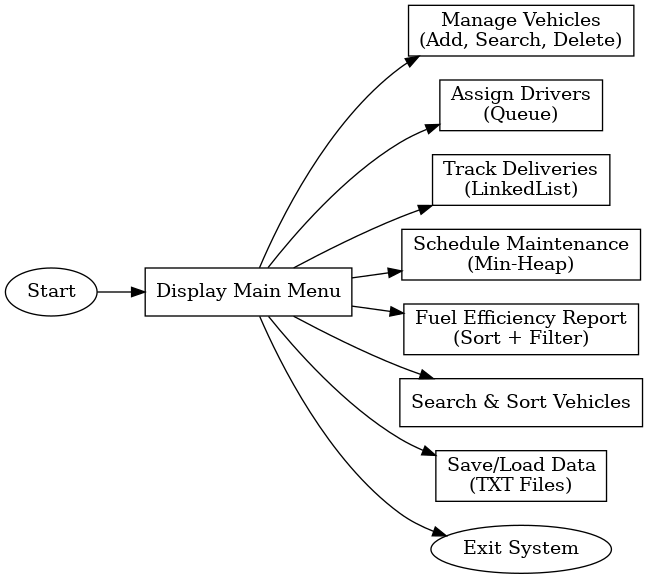 Start
Display Main Menu
Manage Vehicles
(Add, Search, Delete)
Assign Drivers
(Queue)
Track Deliveries
(LinkedList)
Schedule Maintenance
(Min-Heap)
Fuel Efficiency Report
(Sort + Filter)
Search & Sort Vehicles
Save/Load Data
(TXT Files)
Exit System